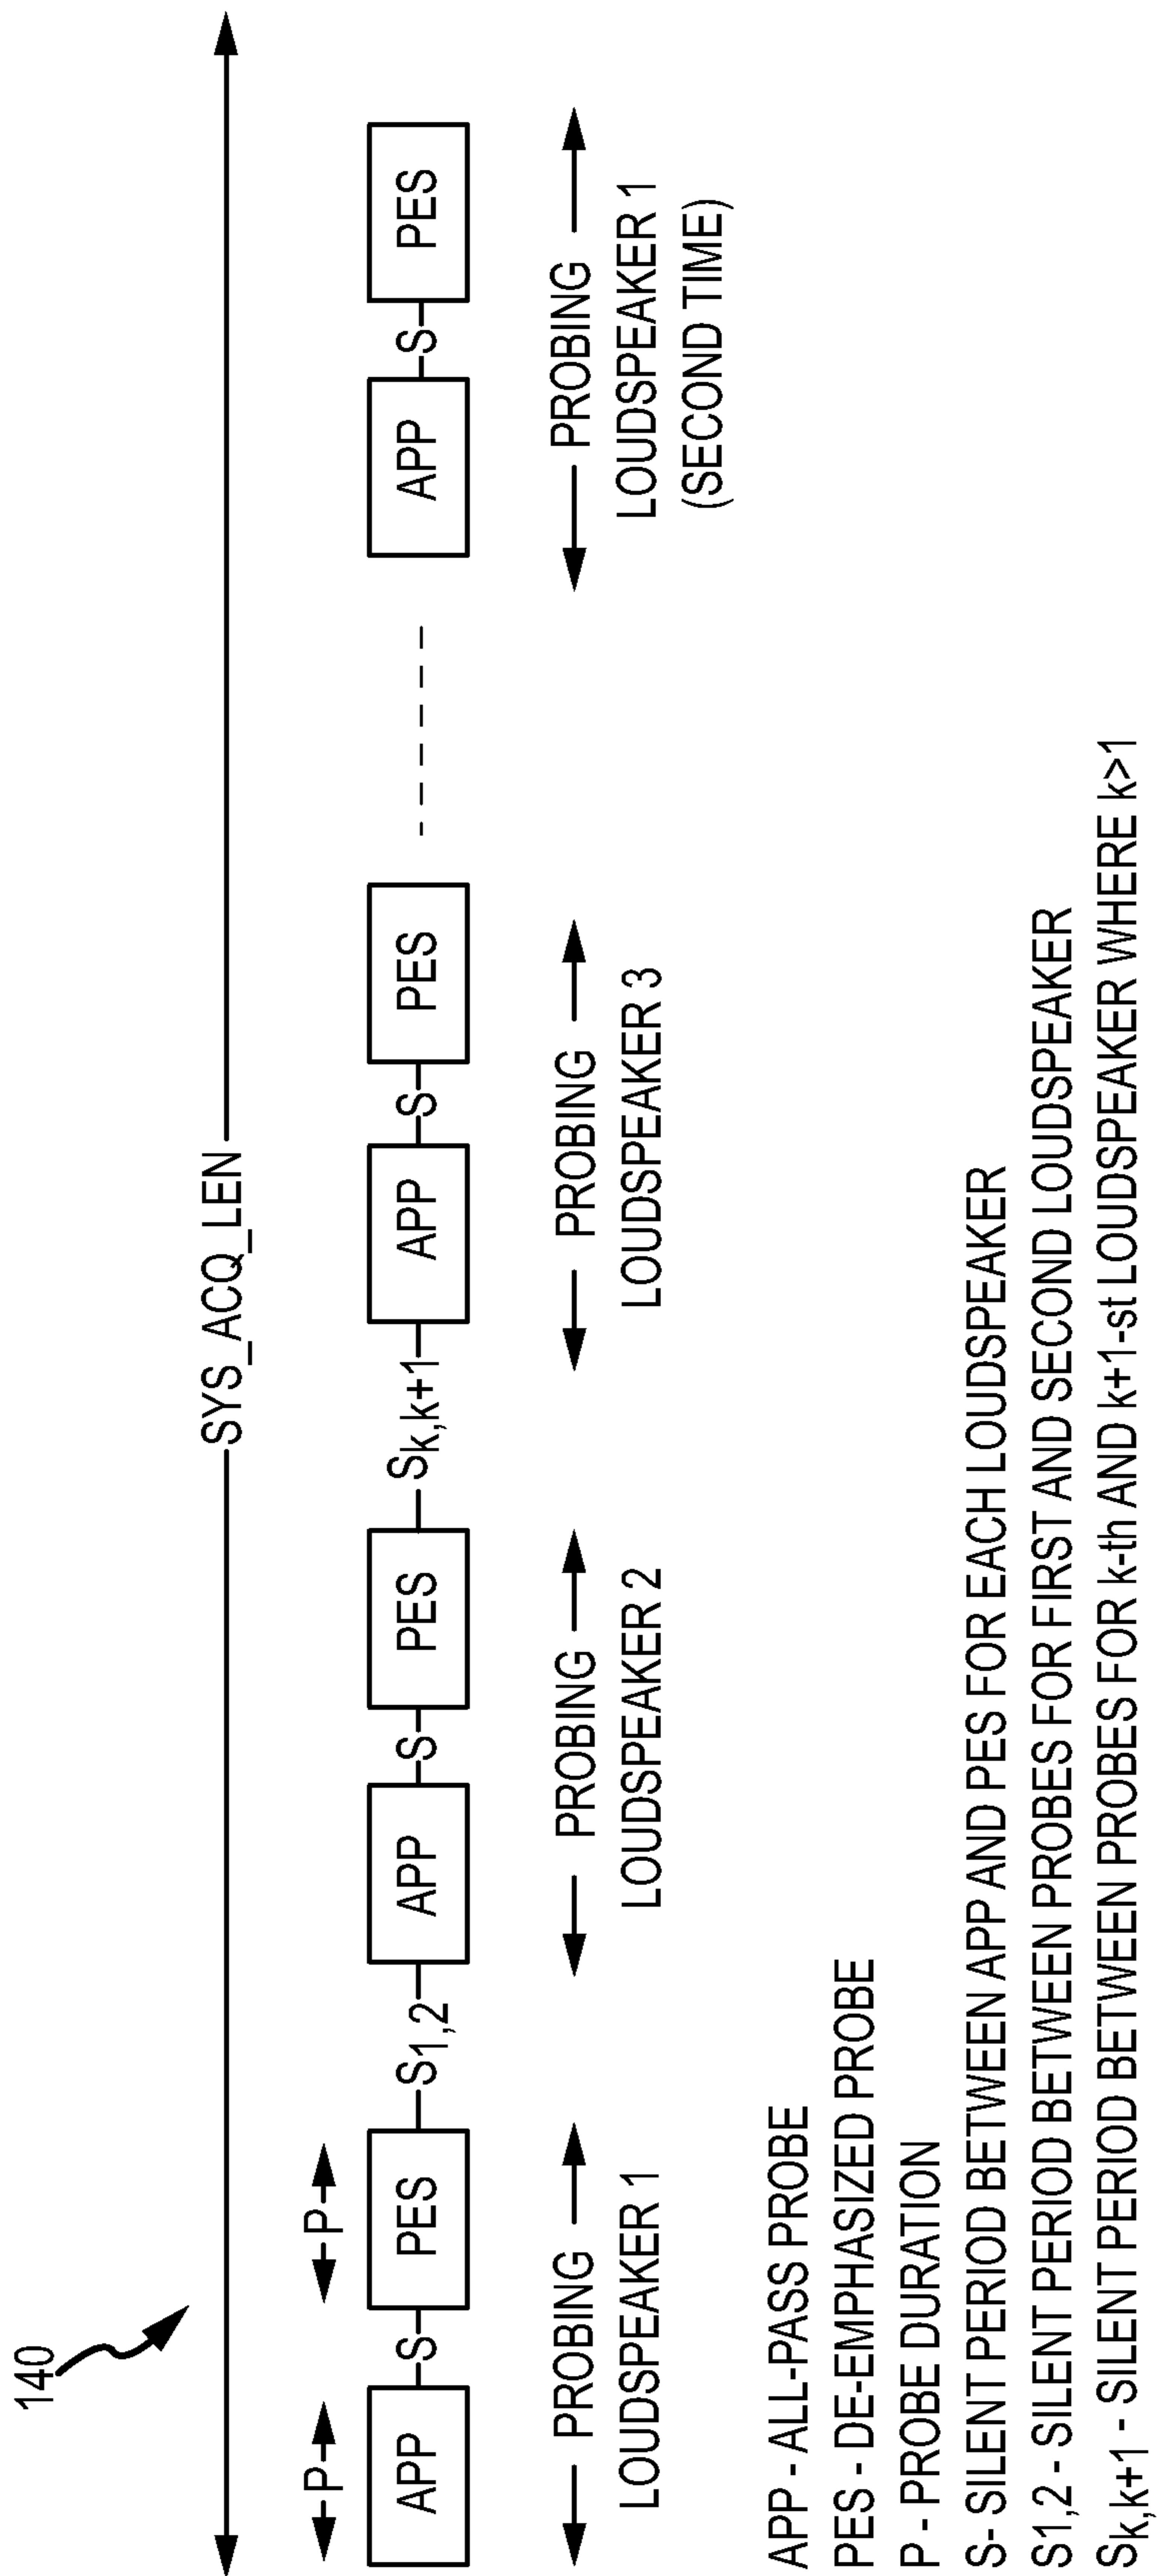 140
SYS_ACQ_LEN
P P
APP S PES S1,2 APP S PES Sk,k+1 APP S PES APP S PES
PROBING LOUDSPEAKER 1
PROBING LOUDSPEAKER 2
PROBING LOUDSPEAKER 3
PROBING LOUDSPEAKER 1 (SECOND TIME)
APP - ALL-PASS PROBE
PES - DE-EMPHASIZED PROBE
P - PROBE DURATION
S- SILENT PERIOD BETWEEN APP AND PES FOR EACH LOUDSPEAKER
S1,2 - SILENT PERIOD BETWEEN PROBES FOR FIRST AND SECOND LOUDSPEAKER
Sk,k+1 - SILENT PERIOD BETWEEN PROBES FOR k-th AND k+1-st LOUDSPEAKER WHERE k>1